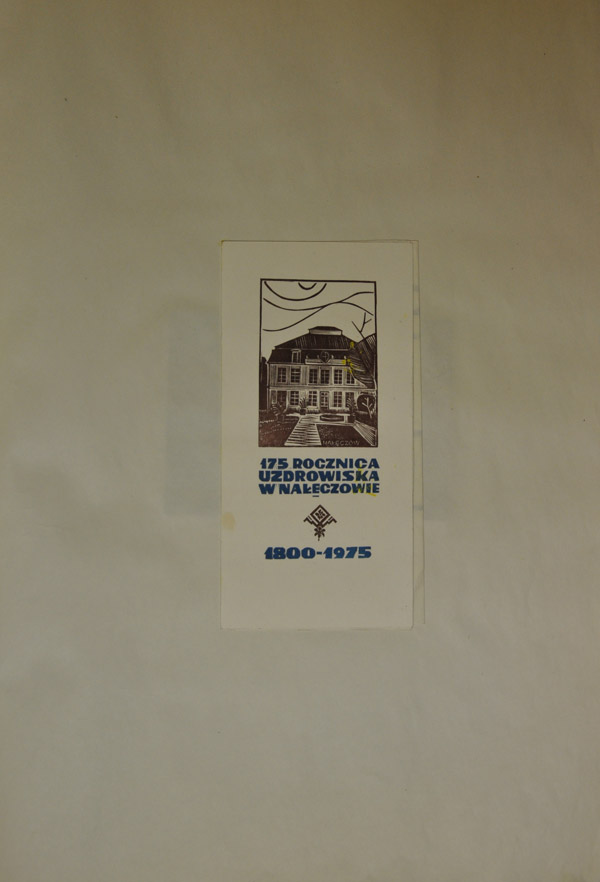 NAŁĘCZÓW
175 ROCZNICA
UZDROWISKA
W NAŁĘCZOWIE
1800-1975